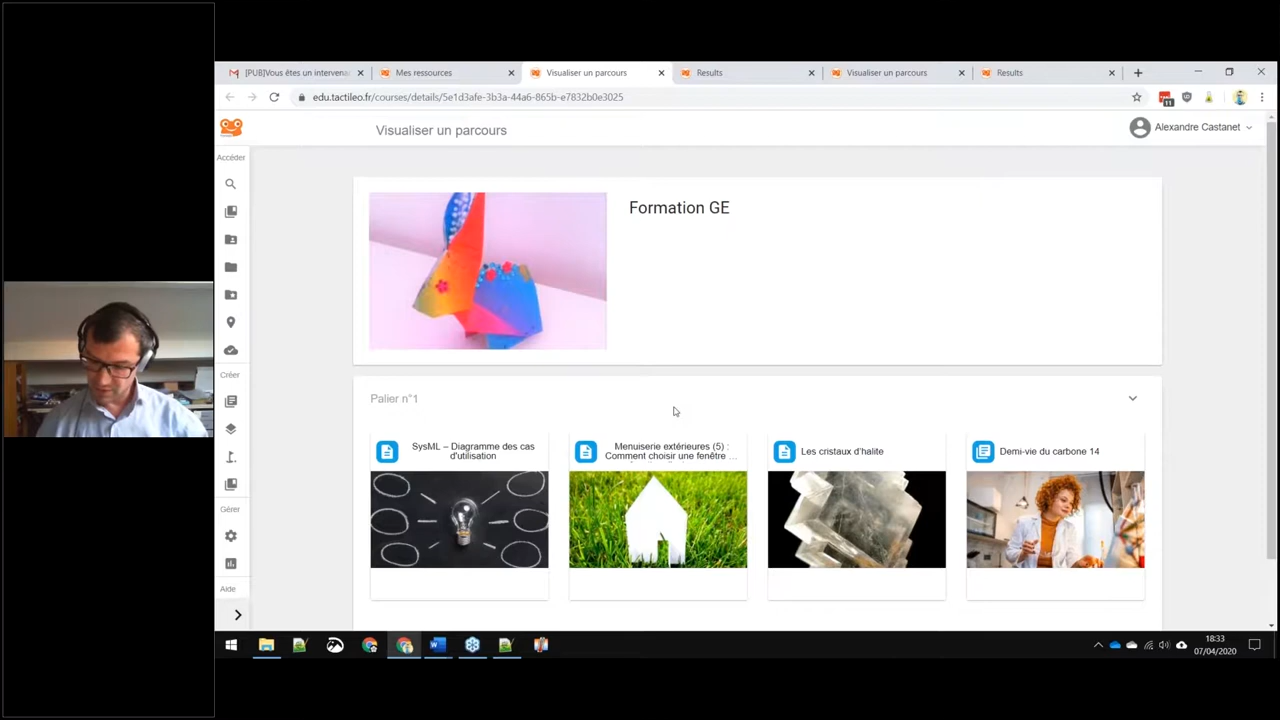 [PUB]Vous êtes un intervena
Mes ressources
Visualiser un parcours
Results
Visualiser un parcours
Results
edu.tactileo.fr/courses/details/5e1d3afe-3b3a-44a6-865b-e7832b0e3025
11
Visualiser un parcours
Alexandre Castanet
Accéder
Créer
Gérer
Aide
Formation GE
Palier n°1
SysML – Diagramme des cas
d'utilisation
Menuiserie extérieures (5) :
Comment choisir une fenêtre ...
Les cristaux d'halite
Demi-vie du carbone 14
18:33
07/04/2020